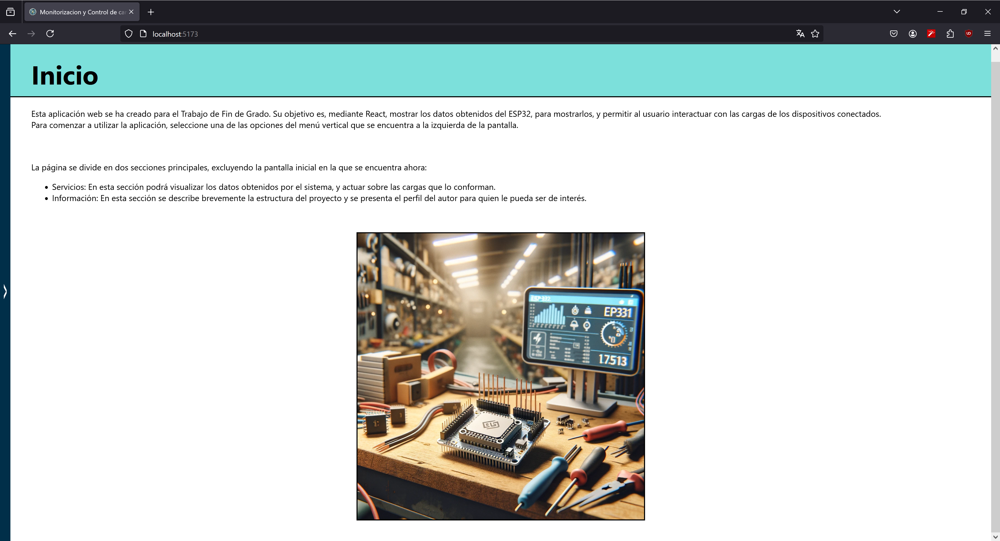 Monitorizacion y Control de car
localhost:5173
Inicio
Esta aplicación web se ha creado para el Trabajo de Fin de Grado. Su objetivo es, mediante React, mostrar los datos obtenidos del ESP32, para mostrarlos, y permitir al usuario interactuar con las cargas de los dispositivos conectados.
Para comenzar a utilizar la aplicación, seleccione una de las opciones del menú vertical que se encuentra a la izquierda de la pantalla.
La página se divide en dos secciones principales, excluyendo la pantalla inicial en la que se encuentra ahora:
• Servicios: En esta sección podrá visualizar los datos obtenidos por el sistema, y actuar sobre las cargas que lo conforman.
• Información: En esta sección se describe brevemente la estructura del proyecto y se presenta el perfil del autor para quien le pueda ser de interés.
EP331
17.513